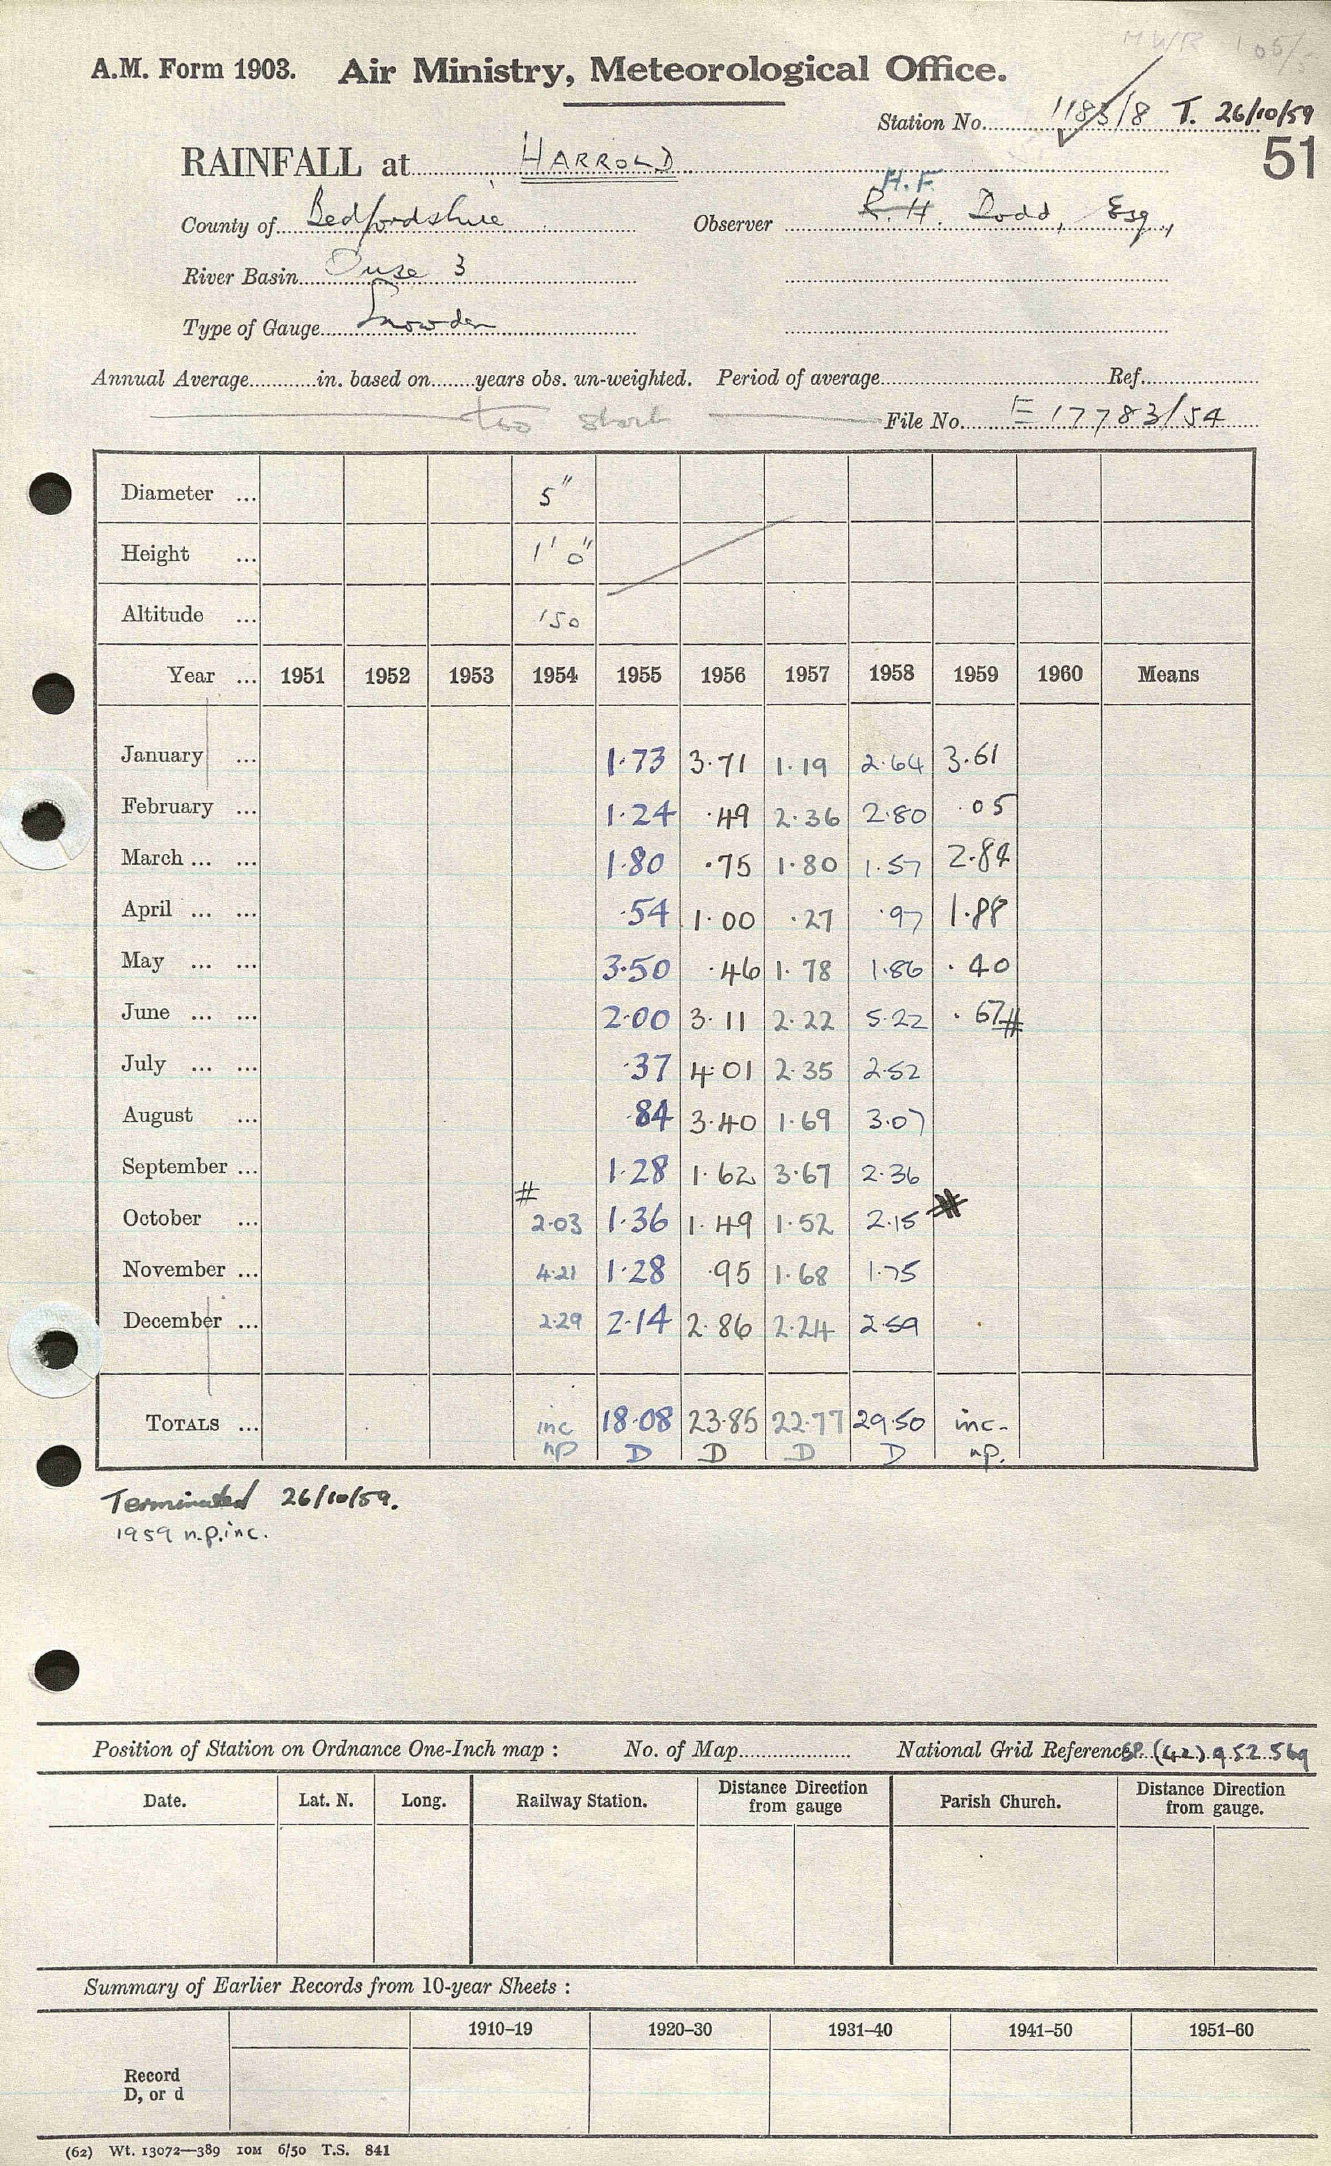 HWR
A.M. Form 1903. Air Ministry, Meteorological Office.
Station No. 1183/8 T. 26/10/59
51
RAINFALL at HARROLD
H.F.
County of Bedfordshire Observer R. H. Dodd, Esq.,
River Basin Ouse 3
Type of Gauge Snowdon
Annual Average in. based on years obs. un-weighted. Period of average Ref.
too short File No. E 17783/54
Diameter ... 5"
Height ... 1' 0"
Altitude ... 150
Year ... 1951 1952 1953 1954 1955 1956 1957 1958 1959 1960 Means
January ... 1.73 3.71 1.19 2.64 3.61
February ... 1.24 .49 2.36 2.80 .05
March ... ... 1.80 .75 1.80 1.57 2.84
April ... ... .54 1.00 .27 .97 1.88
May ... ... 3.50 .46 1.78 1.86 .40
June ... ... 2.00 3.11 2.22 5.22 .67#
July ... ... .37 4.01 2.35 2.52
August ... .84 3.40 1.69 3.07
September ... 1.28 1.62 3.67 2.36
#
October ... 2.03 1.36 1.49 1.52 2.15 #
November ... 4.21 1.28 .95 1.68 1.75
December ... 2.29 2.14 2.86 2.24 2.59
TOTALS ... inc 18.08 23.85 22.77 29.50 inc.
np D D D D np.
Terminated 26/10/59.
1959 n.p.inc.
Position of Station on Ordnance One-Inch map : No. of Map National Grid Reference SP. (42) 952 569
Date. Lat. N. Long. Railway Station. Distance from gauge Direction Parish Church. Distance from gauge. Direction
Summary of Earlier Records from 10-year Sheets :
1910–19 1920–30 1931–40 1941–50 1951–60
Record
D, or d
(62) Wt. 13072—389 10M 6/50 T.S. 841